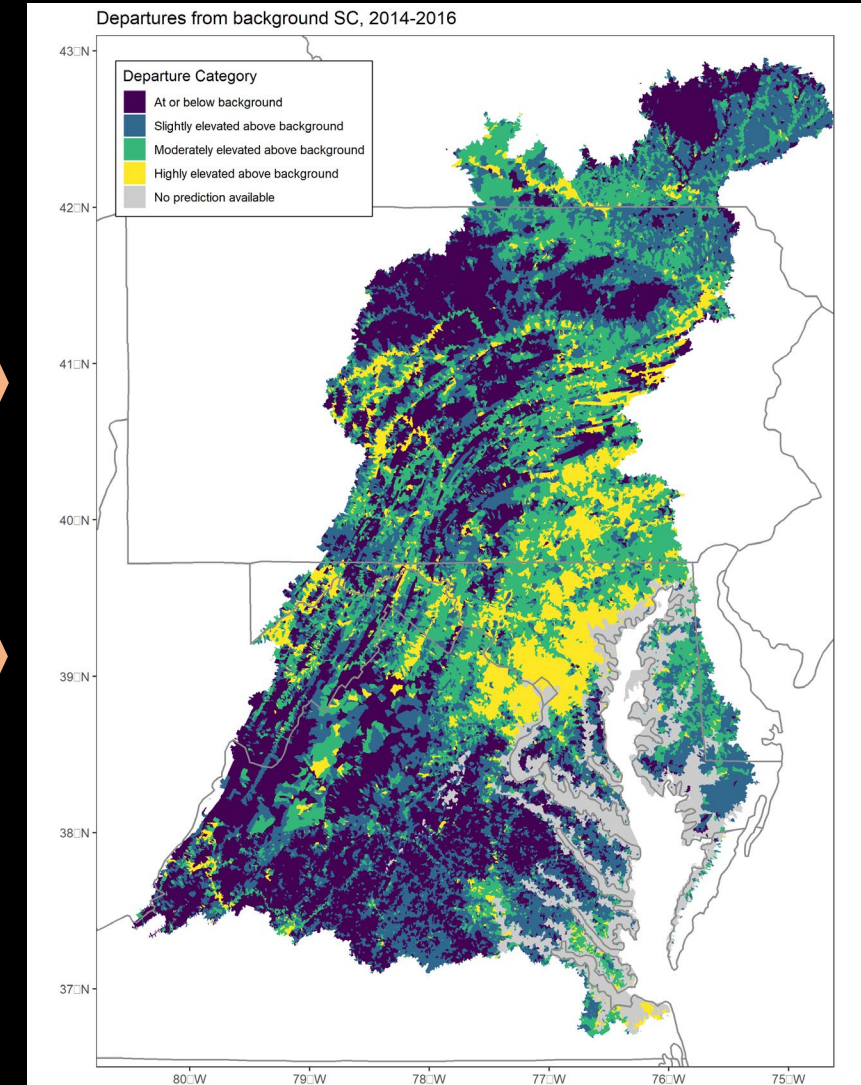 Departures from background SC, 2014-2016
43□N
Departure Category
At or below background
Slightly elevated above background
Moderately elevated above background
Highly elevated above background
No prediction available
42□N
41□N
40□N
39□N
38□N
37□N
80□W 79□W 78□W 77□W 76□W 75□W